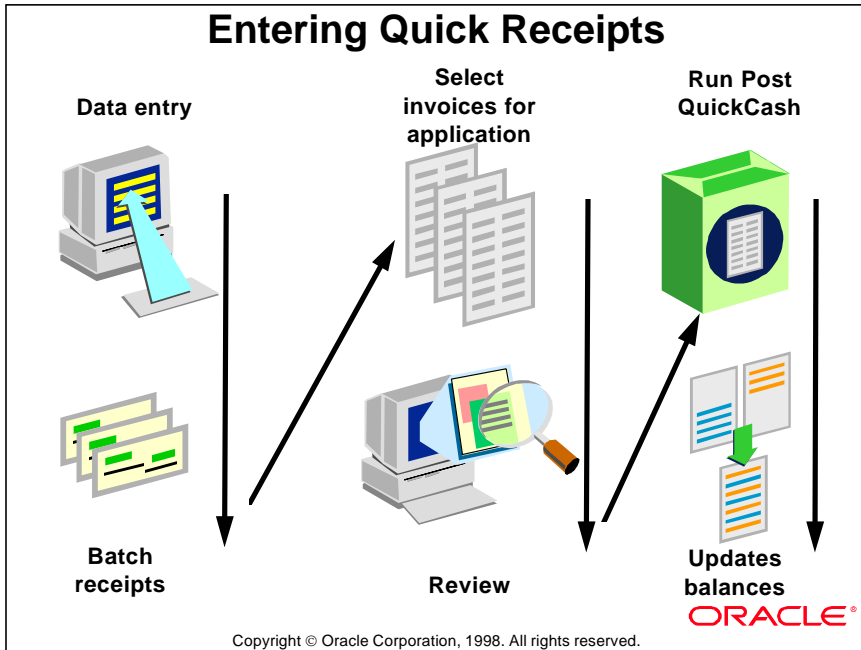 Entering Quick Receipts
Data entry
Batch
receipts
Select
invoices for
application
Review
Run Post
QuickCash
Updates
balances
ORACLE®
Copyright © Oracle Corporation, 1998. All rights reserved.